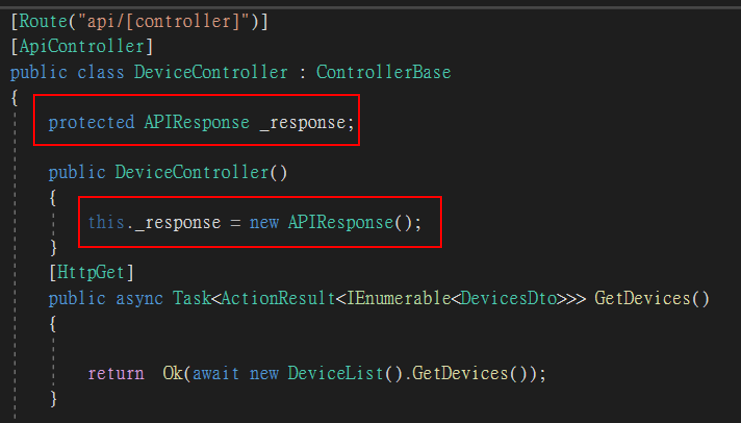 [Route("api/[controller]")]
[ApiController]
public class DeviceController : ControllerBase
{
protected APIResponse _response;
public DeviceController()
{
this._response = new APIResponse();
}
[HttpGet]
public async Task<ActionResult<IEnumerable<DevicesDto>>> GetDevices()
{
return Ok(await new DeviceList().GetDevices());
}